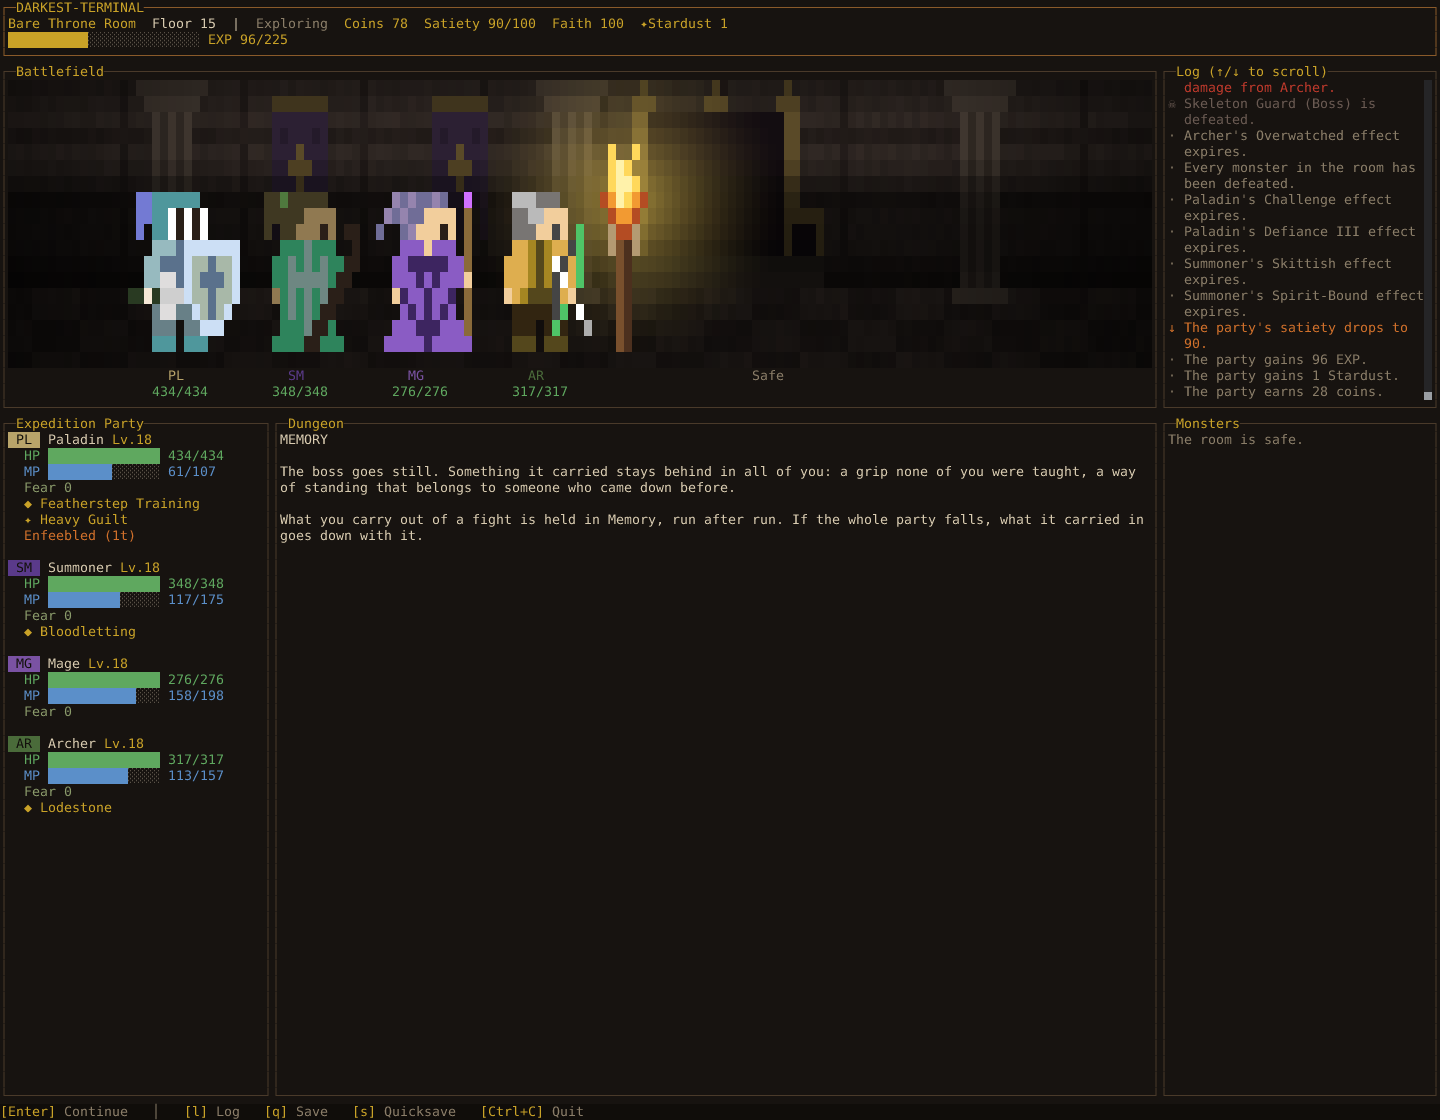 DARKEST-TERMINAL
Bare Throne Room  Floor 15  |  Exploring  Coins 78  Satiety 90/100  Faith 100  ✦Stardust 1
EXP 96/225
Battlefield
PL SM MG AR Safe
434/434 348/348 276/276 317/317
Log (↑/↓ to scroll)
damage from Archer.
☠ Skeleton Guard (Boss) is
defeated.
· Archer's Overwatched effect
expires.
· Every monster in the room has
been defeated.
· Paladin's Challenge effect
expires.
· Paladin's Defiance III effect
expires.
· Summoner's Skittish effect
expires.
· Summoner's Spirit-Bound effect
expires.
↓ The party's satiety drops to
90.
· The party gains 96 EXP.
· The party gains 1 Stardust.
· The party earns 28 coins.
Expedition Party
PL Paladin Lv.18
HP 434/434
MP 61/107
Fear 0
◆ Featherstep Training
✦ Heavy Guilt
Enfeebled (1t)
SM Summoner Lv.18
HP 348/348
MP 117/175
Fear 0
◆ Bloodletting
MG Mage Lv.18
HP 276/276
MP 158/198
Fear 0
AR Archer Lv.18
HP 317/317
MP 113/157
Fear 0
◆ Lodestone
Dungeon
MEMORY
The boss goes still. Something it carried stays behind in all of you: a grip none of you were taught, a way
of standing that belongs to someone who came down before.
What you carry out of a fight is held in Memory, run after run. If the whole party falls, what it carried in
goes down with it.
Monsters
The room is safe.
[Enter] Continue  │  [l] Log  [q] Save  [s] Quicksave  [Ctrl+C] Quit